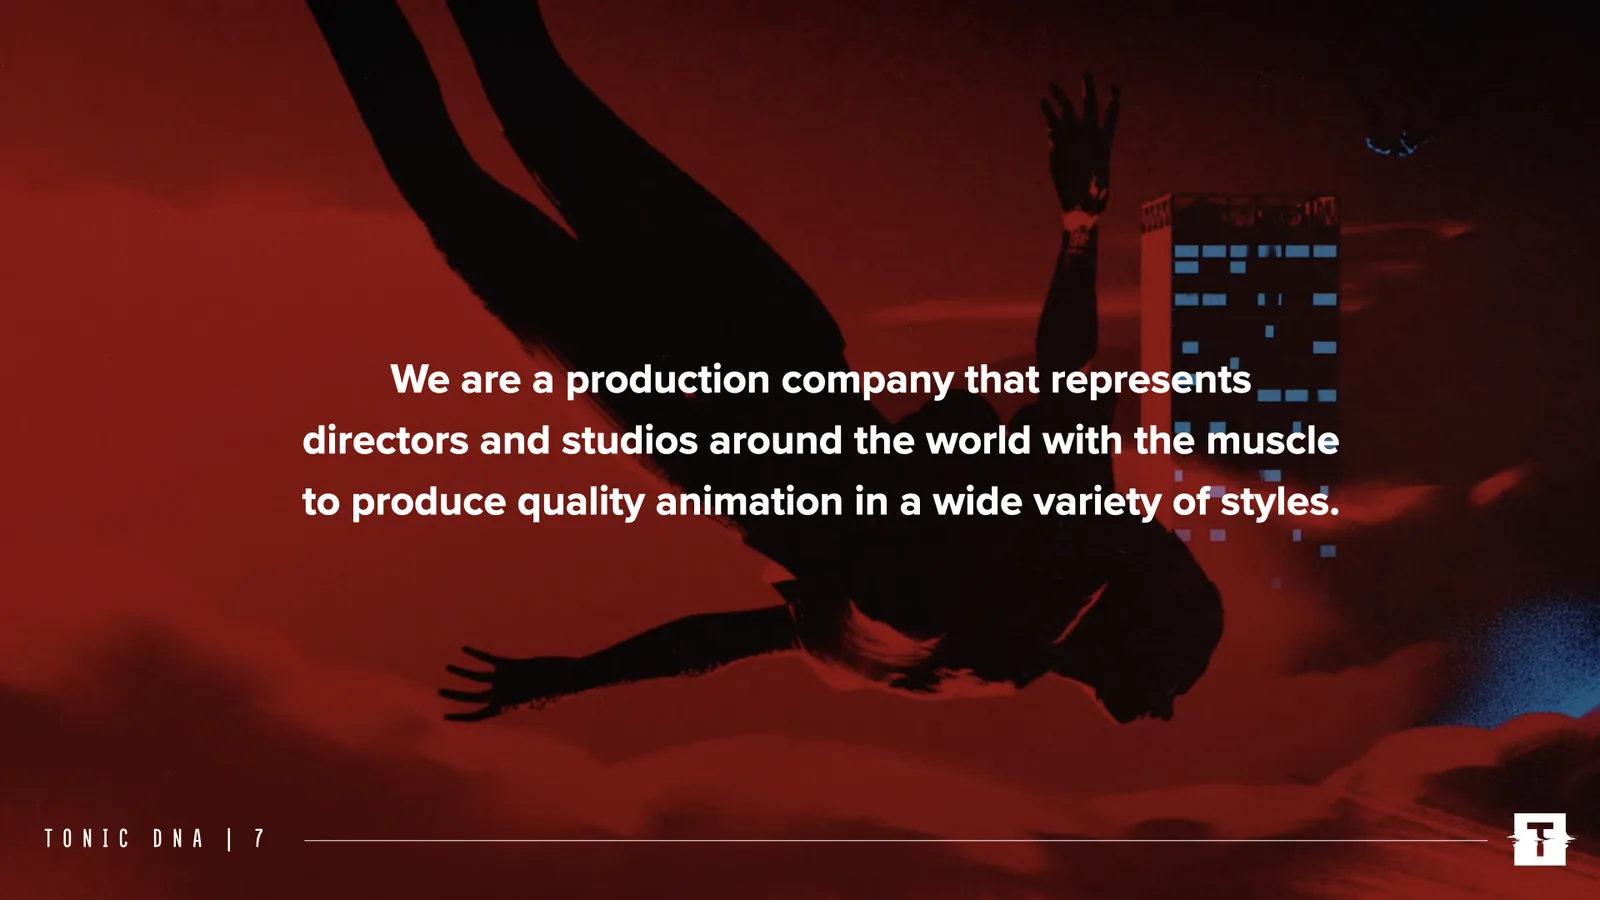 We are a production company that represents
directors and studios around the world with the muscle
to produce quality animation in a wide variety of styles.
TONIC DNA | 7
T